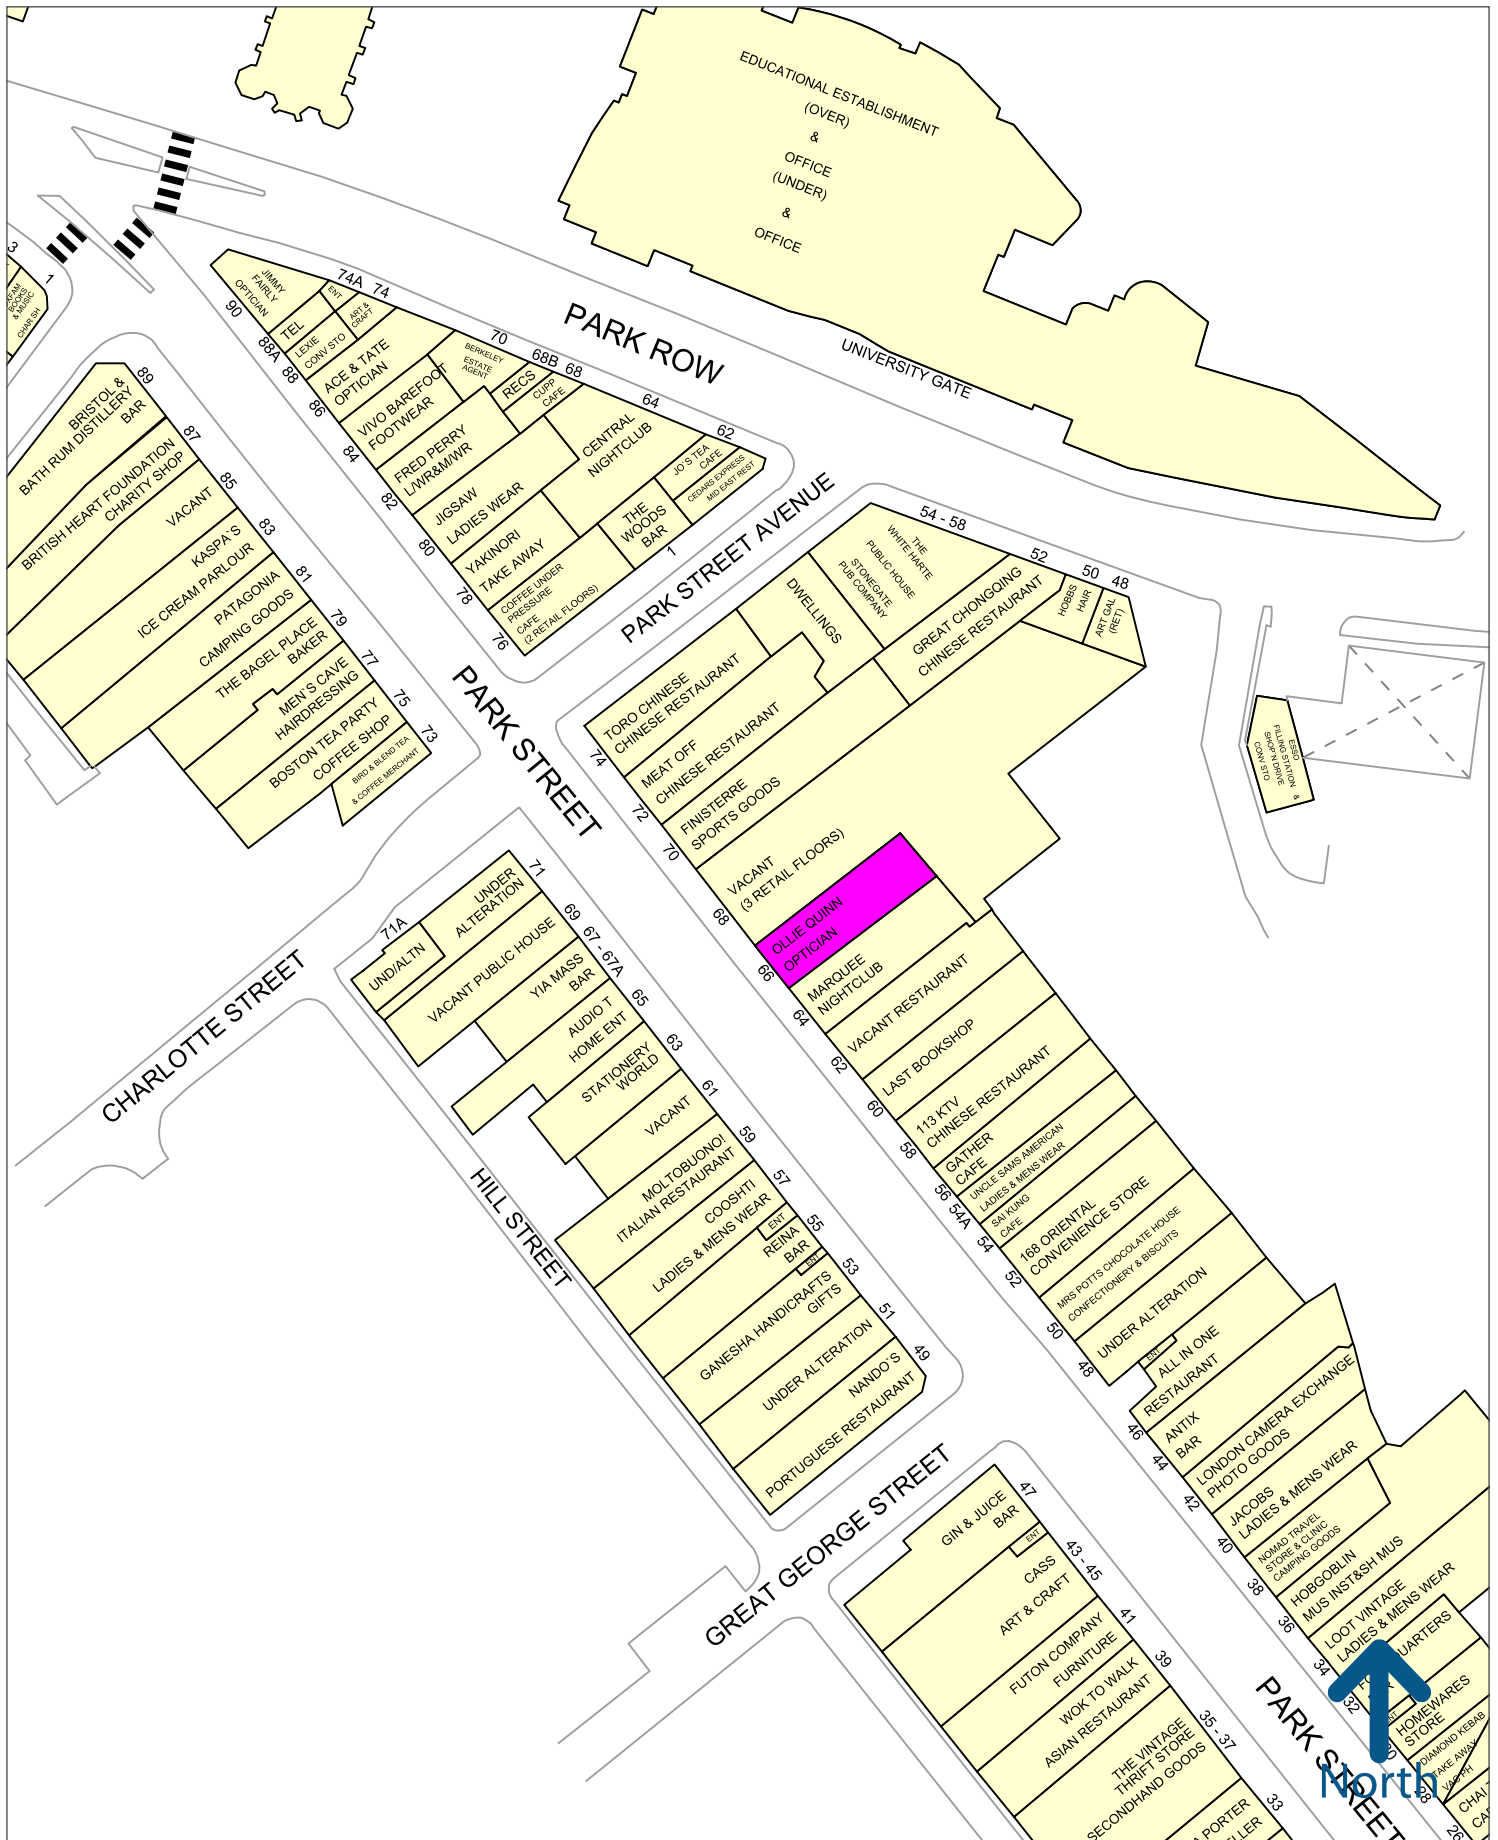 EDUCATIONAL ESTABLISHMENT
(OVER)
&
OFFICE
(UNDER)
&
OFFICE
PARK ROW
UNIVERSITY GATE
3
1
BOOKS
& MUSIC
CHAR SH
JIMMY
FAIRLY
OPTICIAN
90
TEL
88A
ENT
74A
74
ART &
CRAFT
LEXIE
CONV STO
88
ACE & TATE
OPTICIAN
86
VIVO BAREFOOT
FOOTWEAR
84
BERKELEY
ESTATE
AGENT
70
RECS
68B
CUPP
CAFE
68
FRED PERRY
L/WR&M/WR
82
JIGSAW
LADIES WEAR
80
CENTRAL
NIGHTCLUB
64
JO'S TEA
CAFE
62
CEDARS EXPRESS
MID EAST REST
THE
WOODS
BAR
1
YAKINORI
TAKE AWAY
78
COFFEE UNDER
PRESSURE
CAFE
(2 RETAIL FLOORS)
76
PARK STREET AVENUE
BRISTOL &
BATH RUM DISTILLERY
BAR
89
BRITISH HEART FOUNDATION
CHARITY SHOP
87
VACANT
85
KASPA`S
ICE CREAM PARLOUR
83
PATAGONIA
CAMPING GOODS
81
THE BAGEL PLACE
BAKER
79
MEN`S CAVE
HAIRDRESSING
77
BOSTON TEA PARTY
COFFEE SHOP
75
BIRD & BLEND TEA
& COFFEE MERCHANT
73
PARK STREET
THE
WHITE HARTE
PUBLIC HOUSE
STONEGATE
PUB COMPANY
54 - 58
DWELLINGS
GREAT CHONGQING
CHINESE RESTAURANT
52
HOBBS
HAIR
50
ART GAL
(RET)
48
TORO CHINESE
CHINESE RESTAURANT
74
MEAT OFF
CHINESE RESTAURANT
72
FINISTERRE
SPORTS GOODS
70
VACANT
(3 RETAIL FLOORS)
68
OLLIE QUINN
OPTICIAN
66
MARQUEE
NIGHTCLUB
64
VACANT RESTAURANT
62
LAST BOOKSHOP
60
113 KTV
CHINESE RESTAURANT
58
GATHER
CAFE
56
UNCLE SAMS AMERICAN
LADIES & MENS WEAR
54A
SAI KUNG
CAFE
54
168 ORIENTAL
CONVENIENCE STORE
52
MRS POTTS CHOCOLATE HOUSE
CONFECTIONERY & BISCUITS
50
UNDER ALTERATION
48
ENT
ALL IN ONE
RESTAURANT
46
ANTIX
BAR
44
LONDON CAMERA EXCHANGE
PHOTO GOODS
42
JACOBS
LADIES & MENS WEAR
40
NOMAD TRAVEL
STORE & CLINIC
CAMPING GOODS
38
HOBGOBLIN
MUS INST&SH MUS
36
LOOT VINTAGE
LADIES & MENS WEAR
34
32
HOMEWARES
STORE
DIAMOND KEBAB
TAKE AWAY
28
26
ESSO
FILLING STATION &
SHOP'N DRIVE
CONV STO
UNDER
ALTERATION
71
71A
UND/ALTN
VACANT PUBLIC HOUSE
69
YIA MASS
BAR
67 - 67A
AUDIO T
HOME ENT
65
STATIONERY
WORLD
63
VACANT
61
MOLTOBUONO!
ITALIAN RESTAURANT
59
COOSHTI
LADIES & MENS WEAR
57
ENT
REINA
BAR
55
ENT
GANESHA HANDICRAFTS
GIFTS
53
UNDER ALTERATION
51
NANDO`S
PORTUGUESE RESTAURANT
49
CHARLOTTE STREET
HILL STREET
GREAT GEORGE STREET
GIN & JUICE
BAR
47
ENT
CASS
ART & CRAFT
43 - 45
FUTON COMPANY
FURNITURE
41
WOK TO WALK
ASIAN RESTAURANT
39
THE VINTAGE
THRIFT STORE
SECONDHAND GOODS
35 - 37
PORTER
33
PARK STREET
North